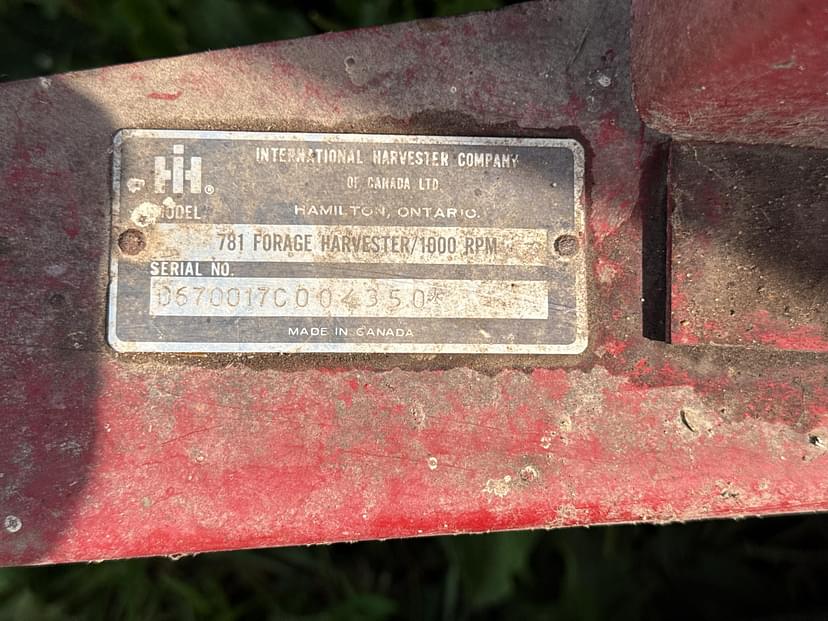 INTERNATIONAL HARVESTER COMPANY
IH®
OF CANADA LTD
MODEL
HAMILTON, ONTARIO.
781 FORAGE HARVESTER/1000 RPM
SERIAL NO.
D670017C004350*
MADE IN CANADA